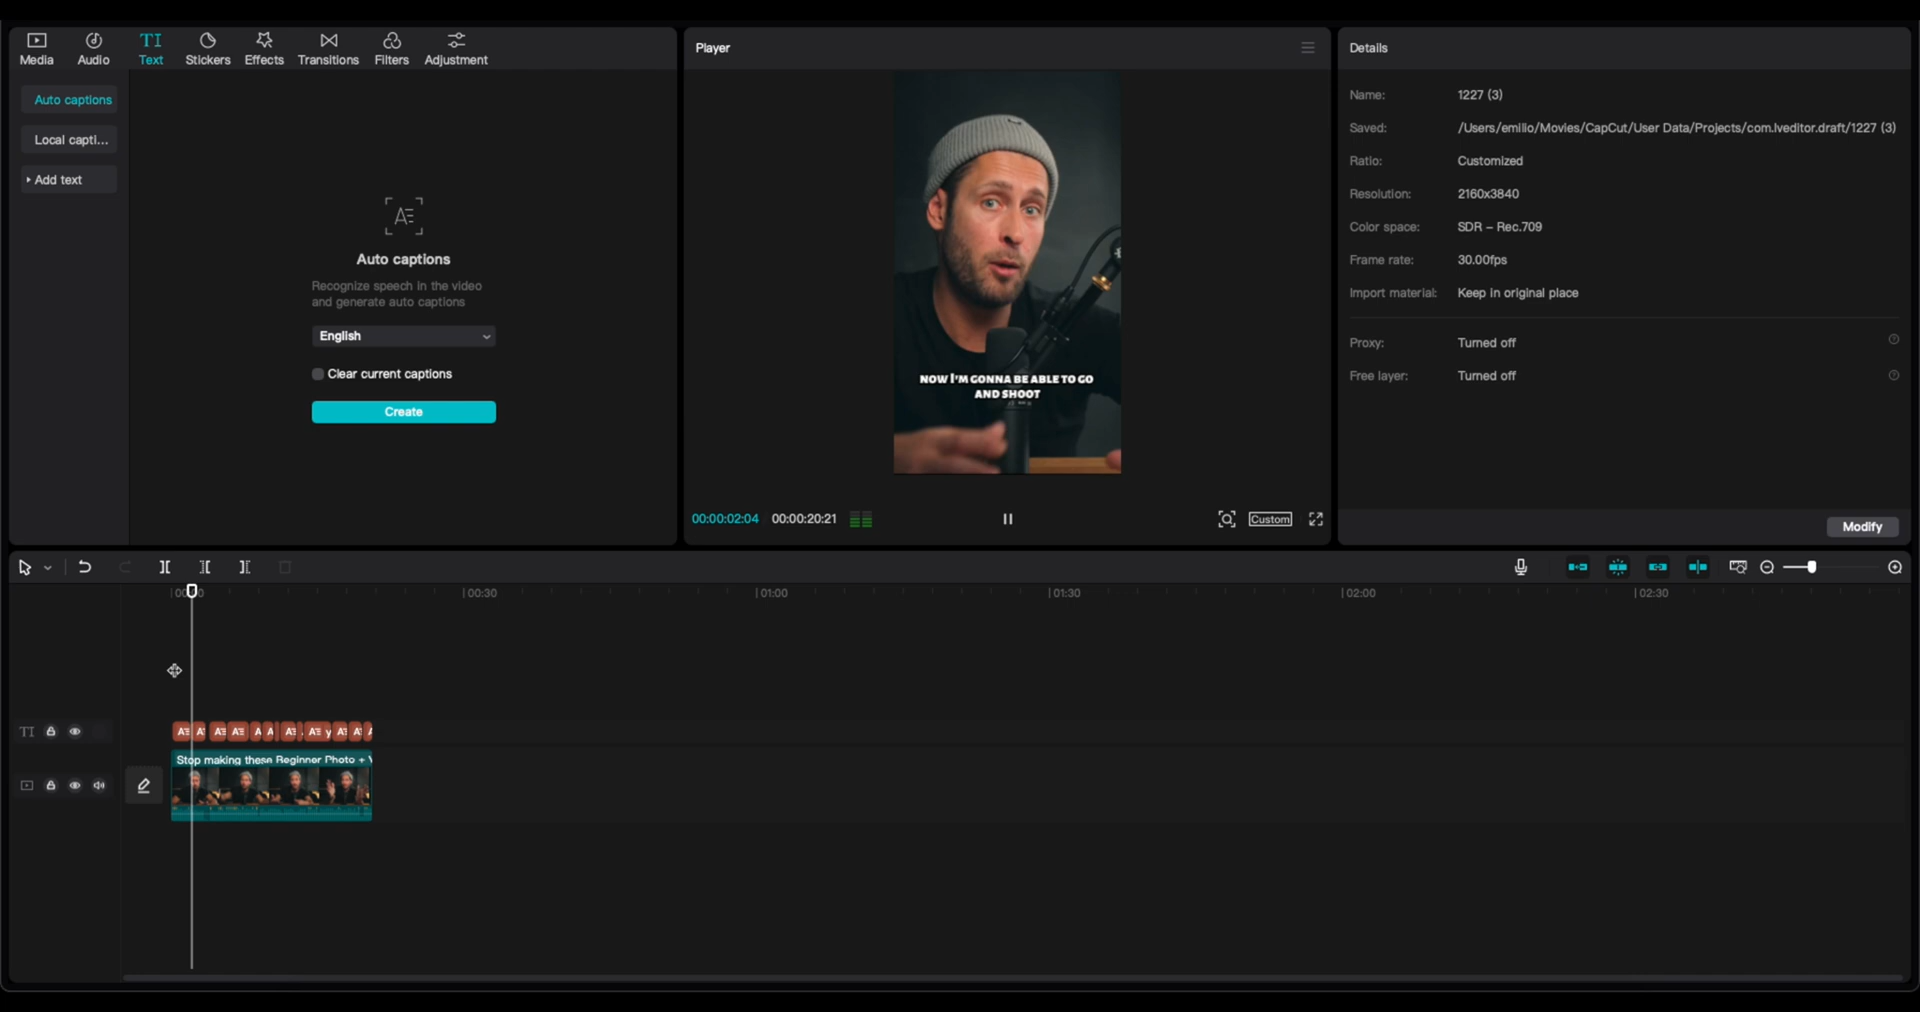 Media
Audio
TI
Text
Stickers
Effects
Transitions
Filters
Adjustment
Auto captions
Local capti...
Add text
Auto captions
Recognize speech in the video
and generate auto captions
English
Clear current captions
Create
Player
NOW I'M GONNA BE ABLE TO GO
AND SHOOT
00:00:02:04 00:00:20:21
Custom
Details
Name: 1227 (3)
Saved: /Users/emilio/Movies/CapCut/User Data/Projects/com.lveditor.draft/1227 (3)
Ratio: Customized
Resolution: 2160x3840
Color space: SDR – Rec.709
Frame rate: 30.00fps
Import material: Keep in original place
Proxy: Turned off
Free layer: Turned off
Modify
00:30
01:00
01:30
02:00
02:30
TI
Stop making these Beginner Photo +